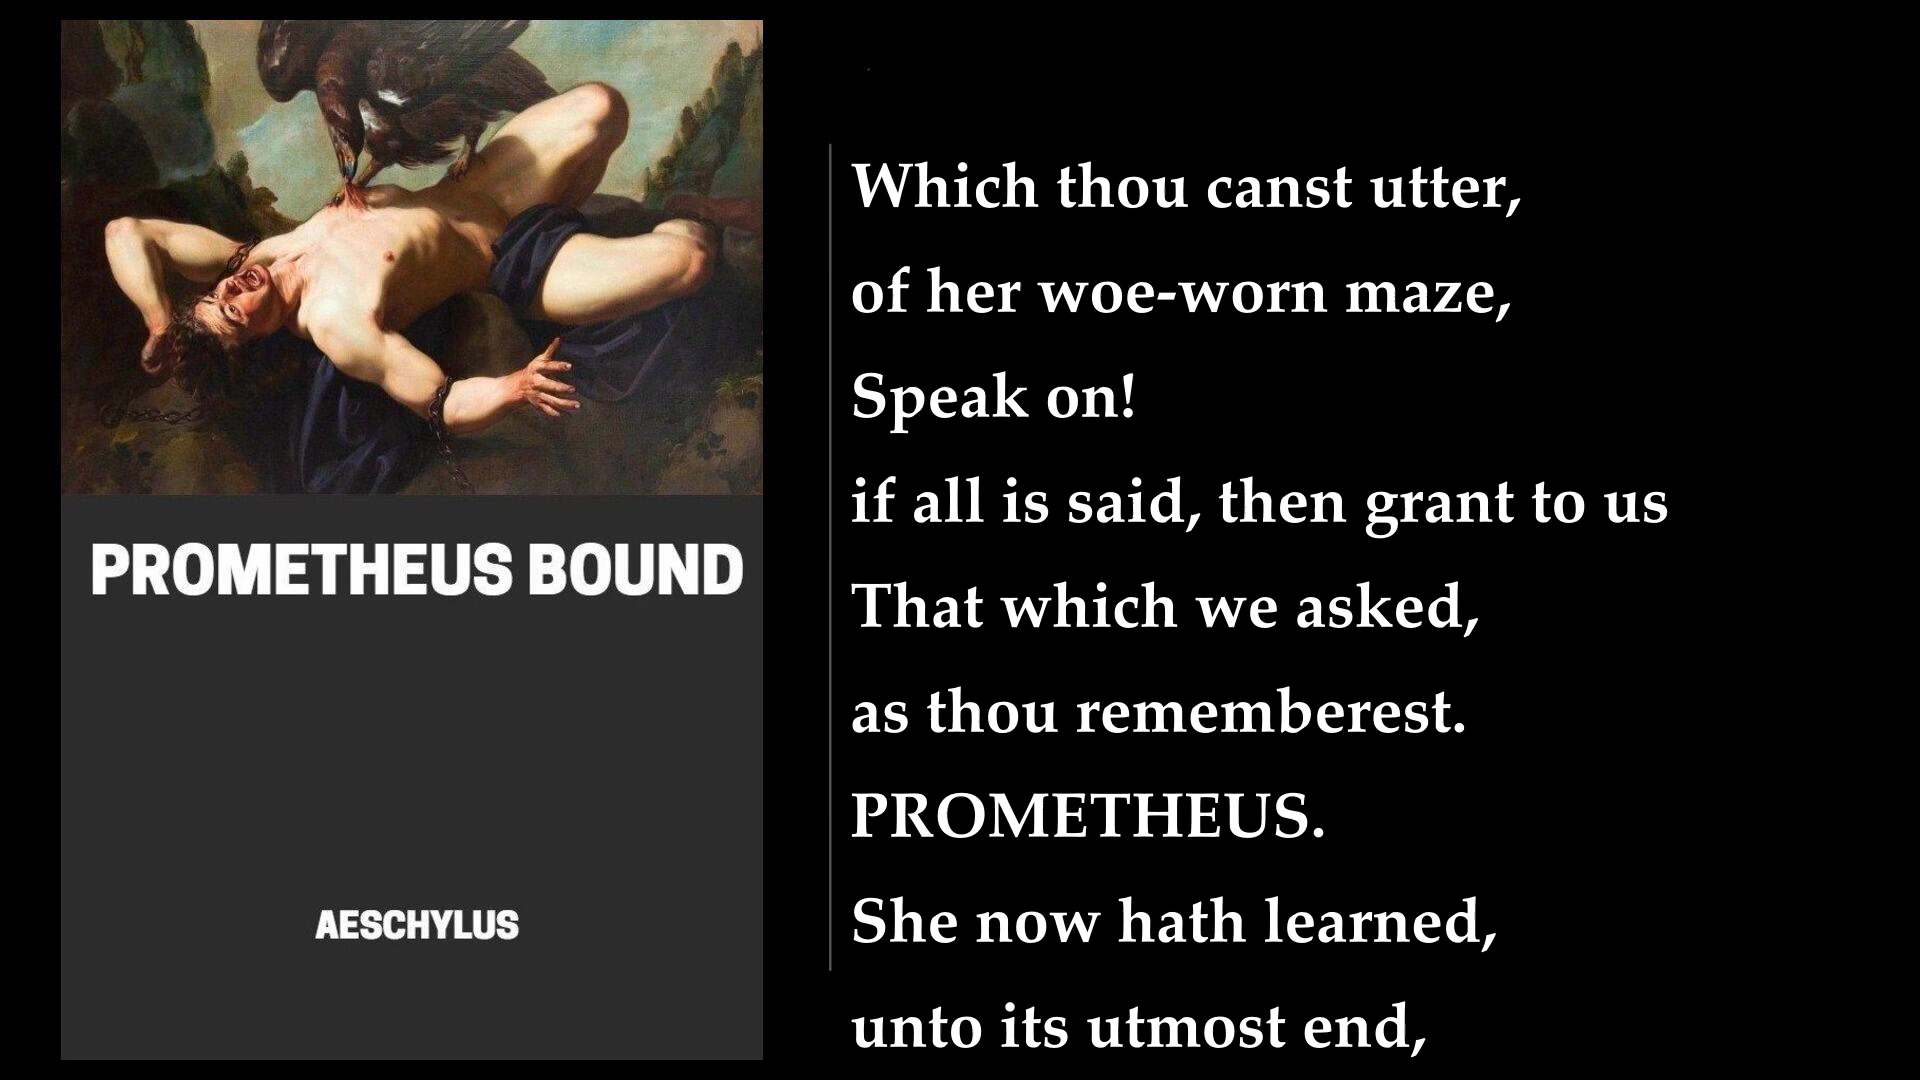 PROMETHEUS BOUND
AESCHYLUS
Which thou canst utter,
of her woe-worn maze,
Speak on!
if all is said, then grant to us
That which we asked,
as thou rememberest.
PROMETHEUS.
She now hath learned,
unto its utmost end,